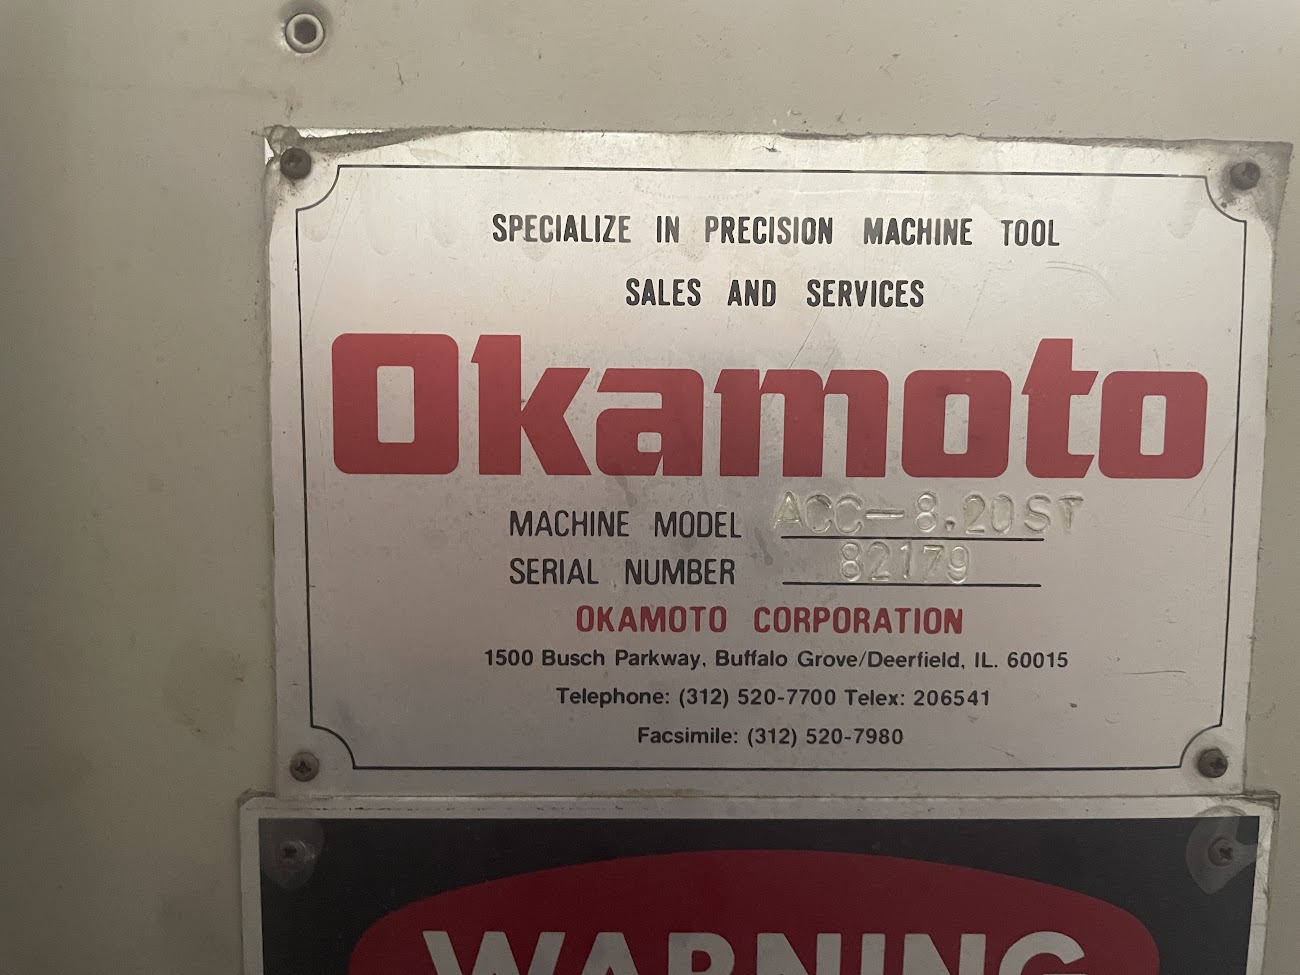 SPECIALIZE IN PRECISION MACHINE TOOL
SALES AND SERVICES
Okamoto
MACHINE MODEL ACC-8.20ST
SERIAL NUMBER 82179
OKAMOTO CORPORATION
1500 Busch Parkway, Buffalo Grove/Deerfield, IL. 60015
Telephone: (312) 520-7700 Telex: 206541
Facsimile: (312) 520-7980
WARNING